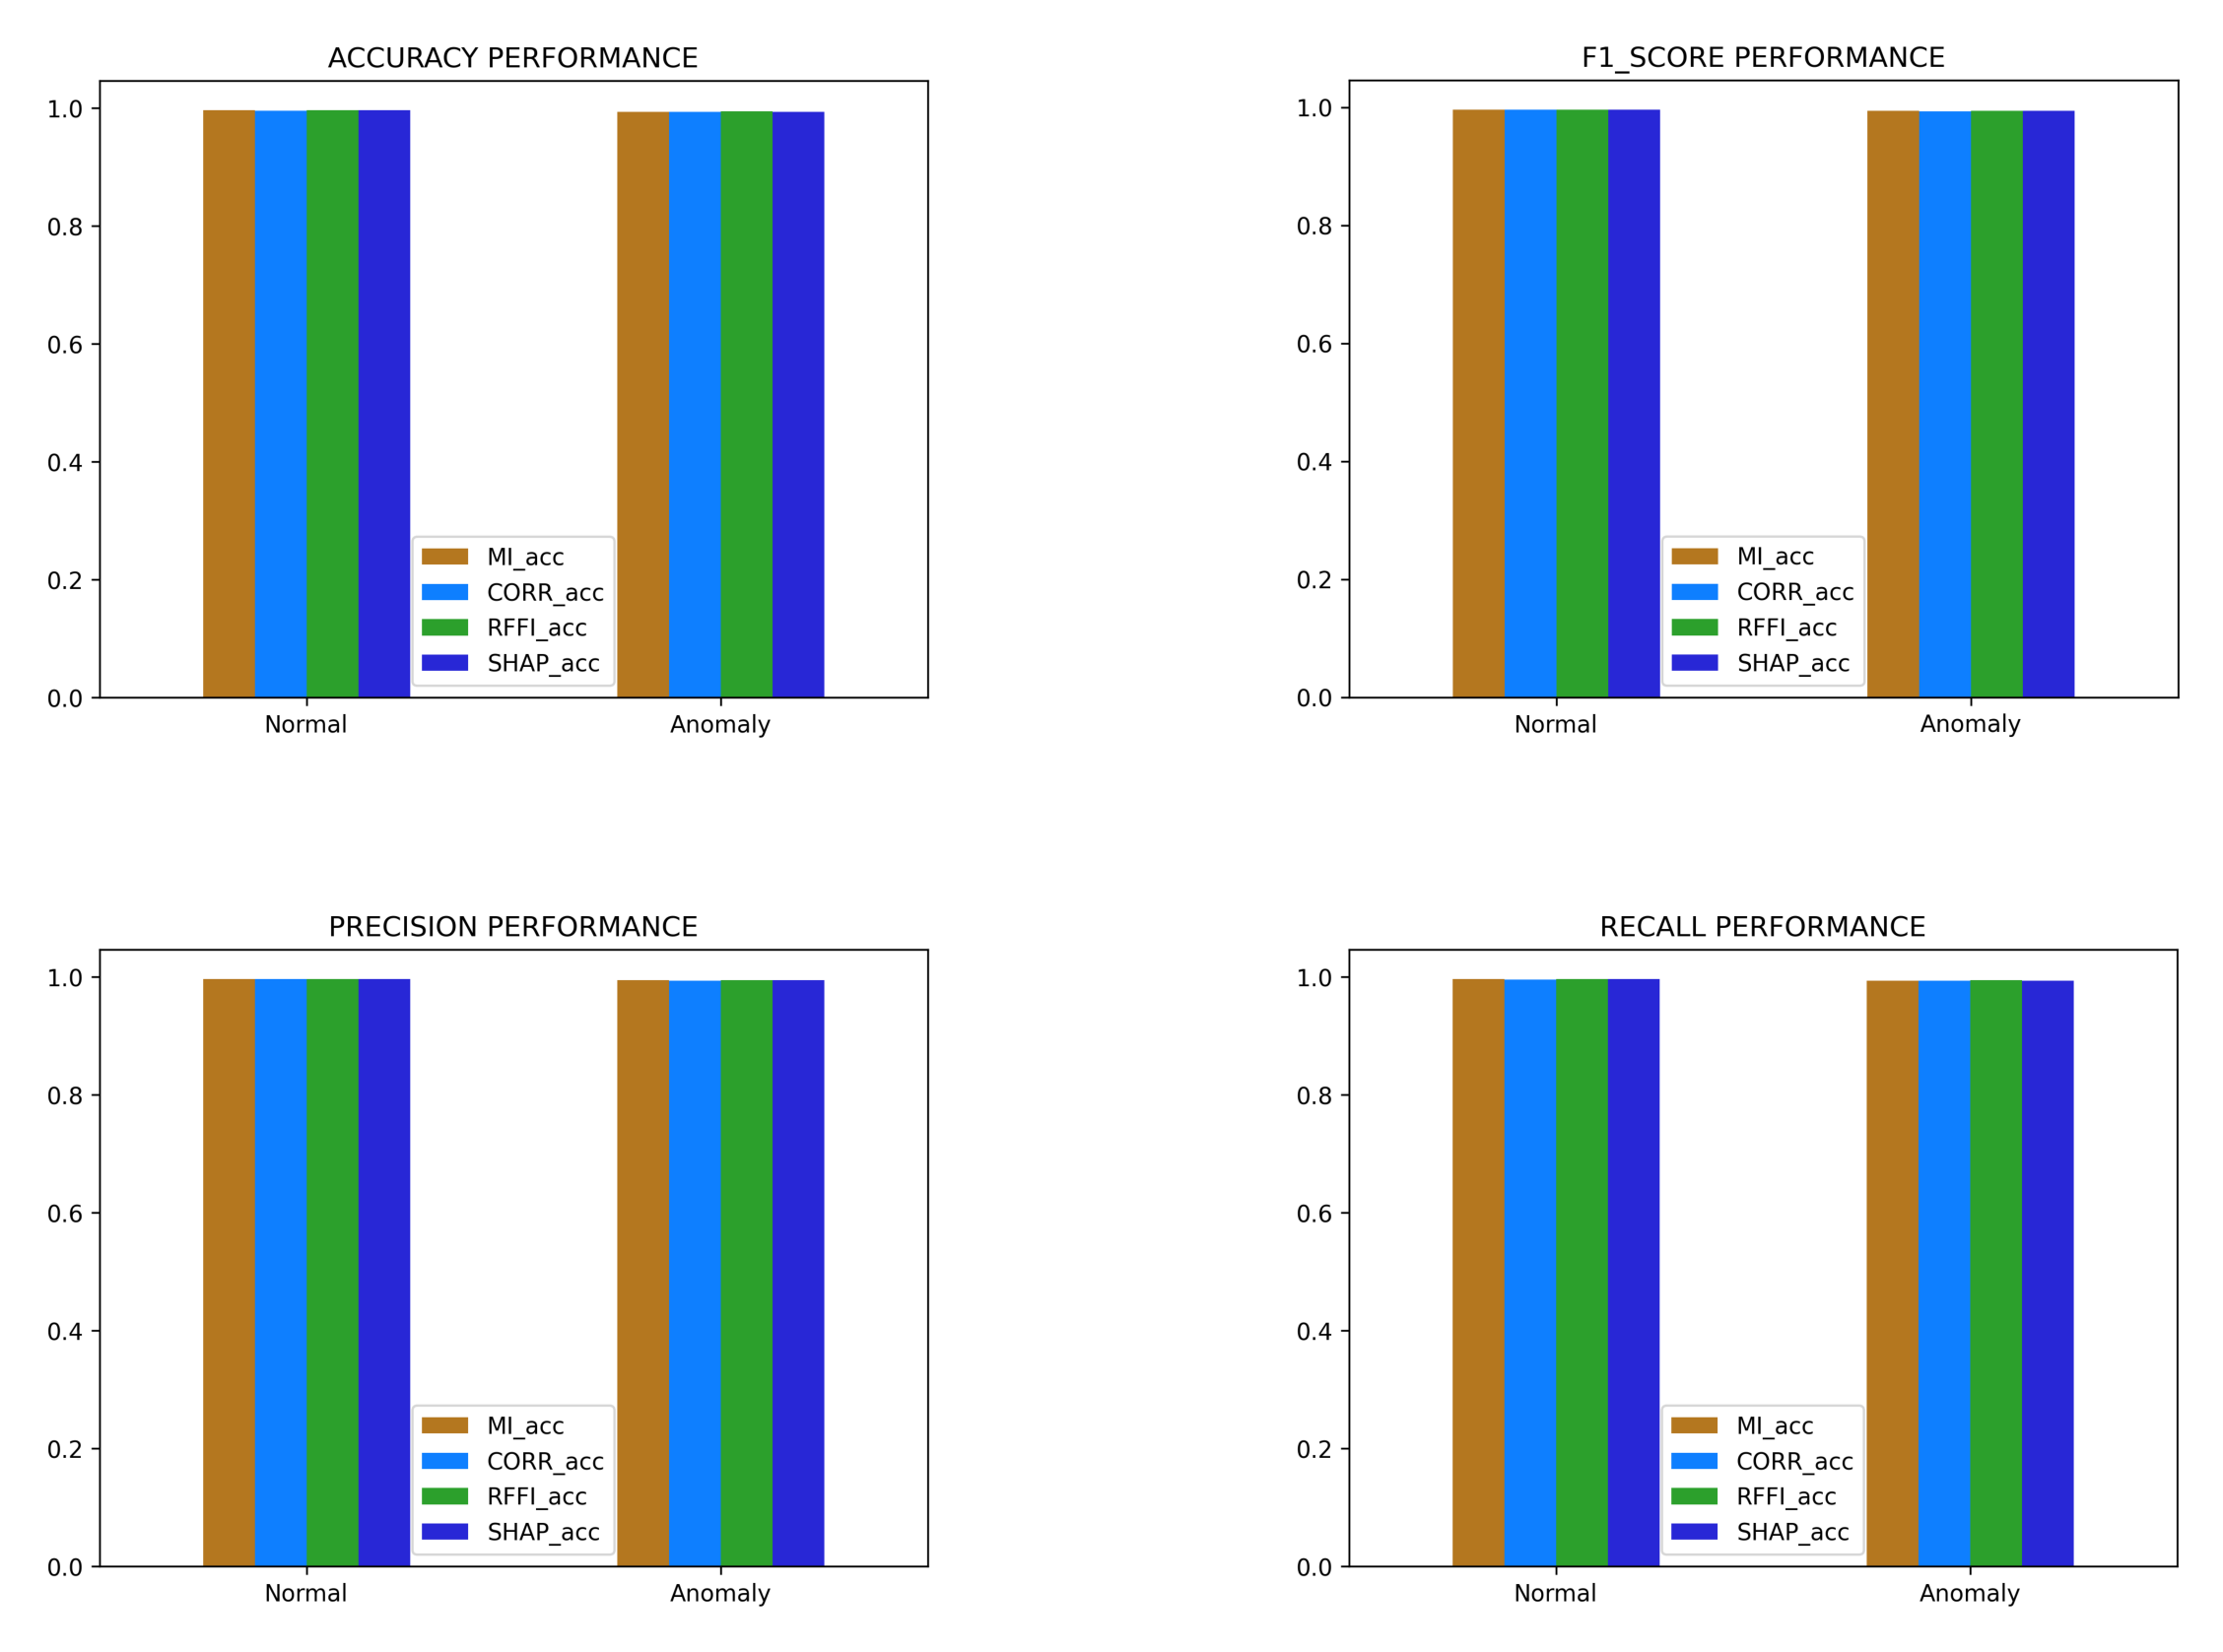 ACCURACY PERFORMANCE
1.0
0.8
0.6
0.4
0.2
0.0
MI_acc
CORR_acc
RFFI_acc
SHAP_acc
Normal
Anomaly
F1_SCORE PERFORMANCE
1.0
0.8
0.6
0.4
0.2
0.0
MI_acc
CORR_acc
RFFI_acc
SHAP_acc
Normal
Anomaly
PRECISION PERFORMANCE
1.0
0.8
0.6
0.4
0.2
0.0
MI_acc
CORR_acc
RFFI_acc
SHAP_acc
Normal
Anomaly
RECALL PERFORMANCE
1.0
0.8
0.6
0.4
0.2
0.0
MI_acc
CORR_acc
RFFI_acc
SHAP_acc
Normal
Anomaly